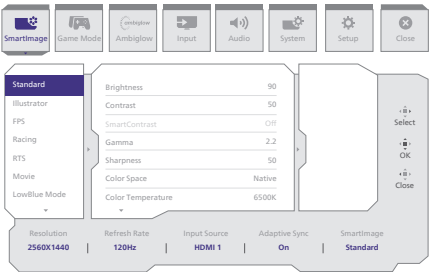 SmartImage
Game Mode
ambiglow
Ambiglow
Input
Audio
System
Setup
Close
Standard
Illustrator
FPS
Racing
RTS
Movie
LowBlue Mode
Brightness 90
Contrast 50
SmartContrast Off
Gamma 2.2
Sharpness 50
Color Space Native
Color Temperature 6500K
Select
OK
Close
Resolution Refresh Rate Input Source Adaptive Sync SmartImage
2560X1440 120Hz HDMI 1 On Standard